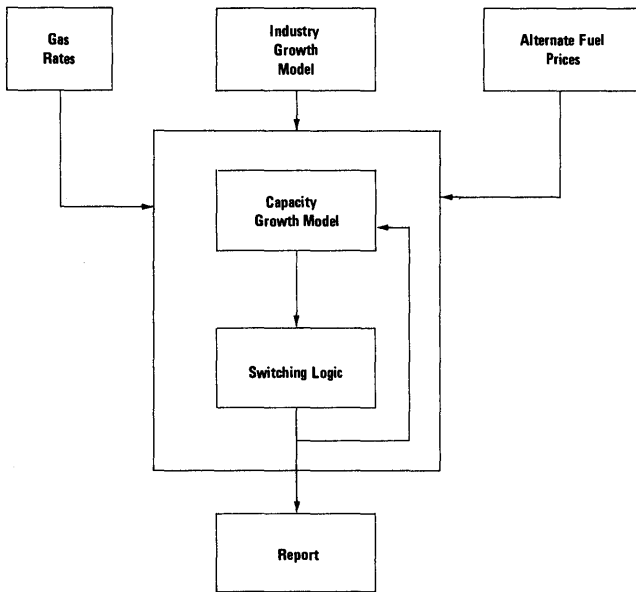 Gas
Rates
Industry
Growth
Model
Alternate Fuel
Prices
Capacity
Growth Model
Switching Logic
Report